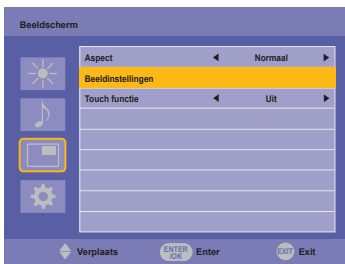 Beeldscherm
Aspect Normaal
Beeldinstellingen
Touch functie Uit
Verplaats ENTER /OK Enter EXIT Exit